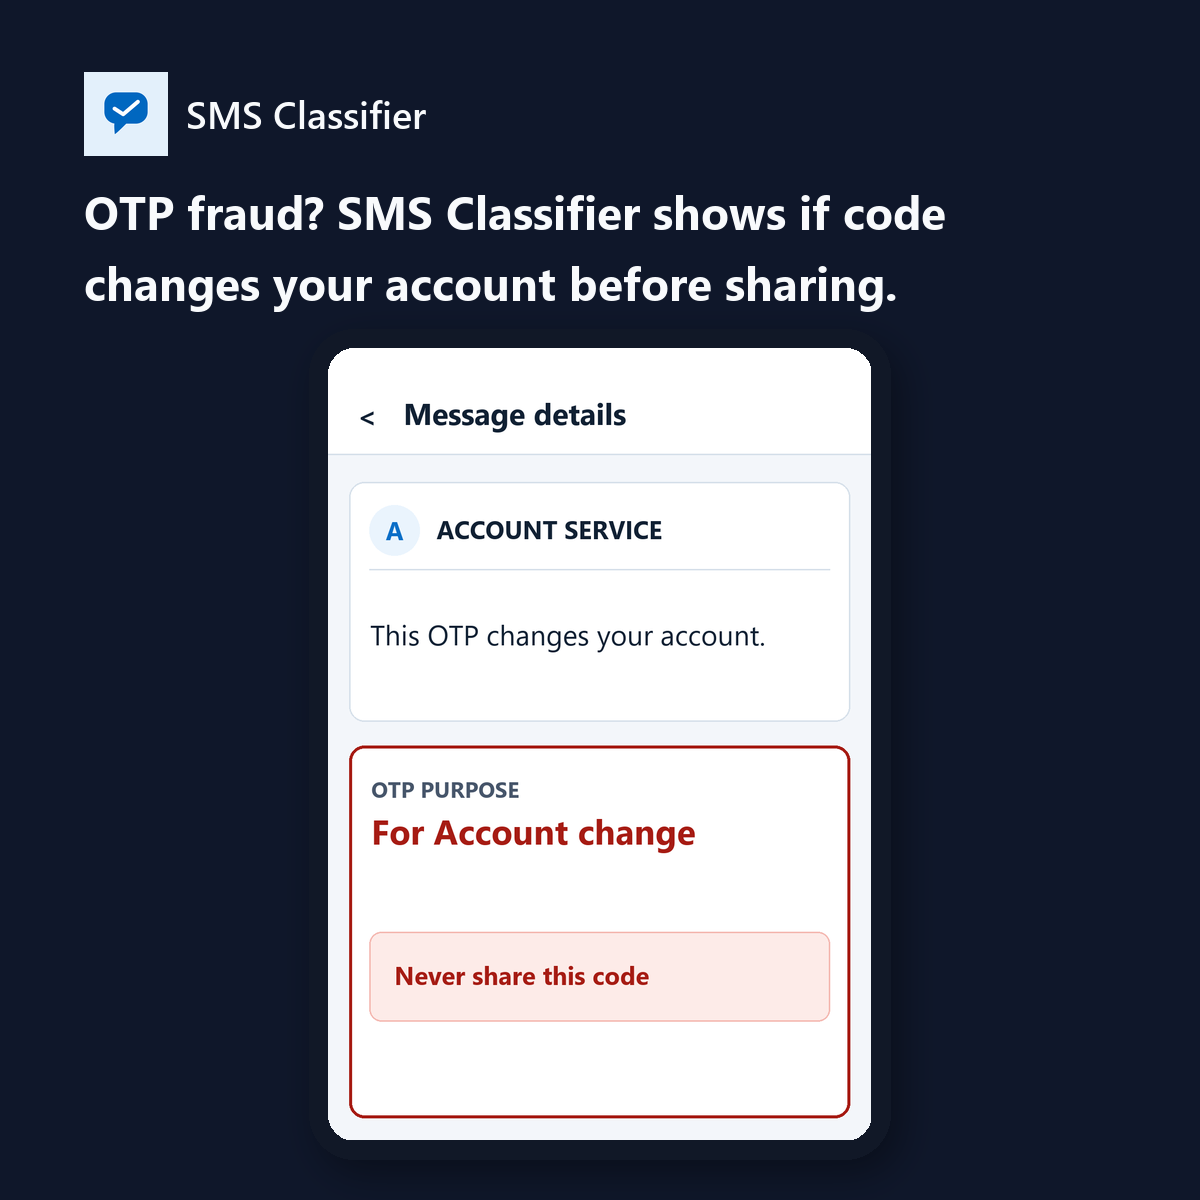 SMS Classifier
OTP fraud? SMS Classifier shows if code
changes your account before sharing.
< Message details
A ACCOUNT SERVICE
This OTP changes your account.
OTP PURPOSE
For Account change
Never share this code